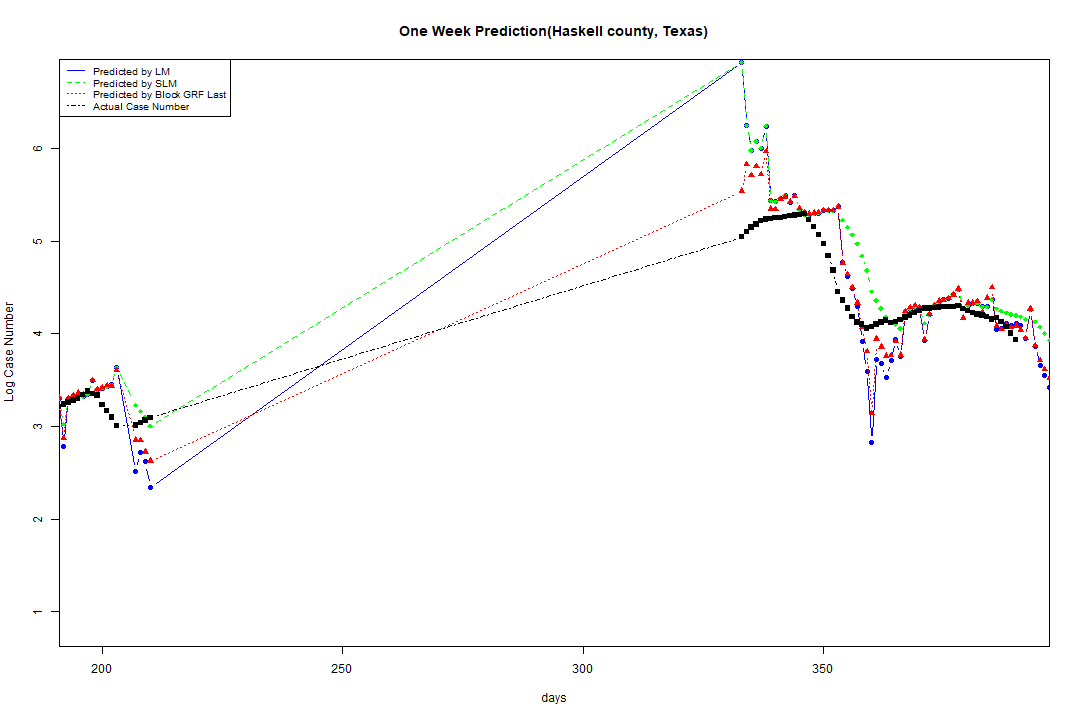 One Week Prediction(Haskell county, Texas)
Predicted by LM
Predicted by SLM
Predicted by Block GRF Last
Actual Case Number
Log Case Number
6
5
4
3
2
1
200 250 300 350
days